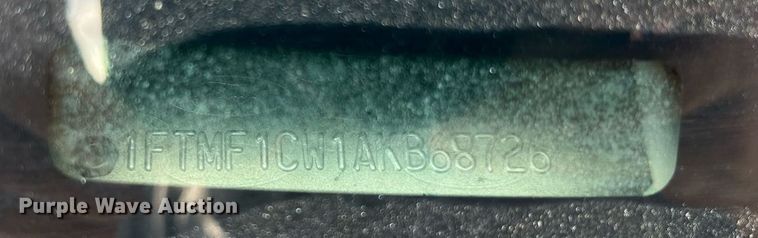 1FTMF1CW1AKB68726
Purple Wave Auction